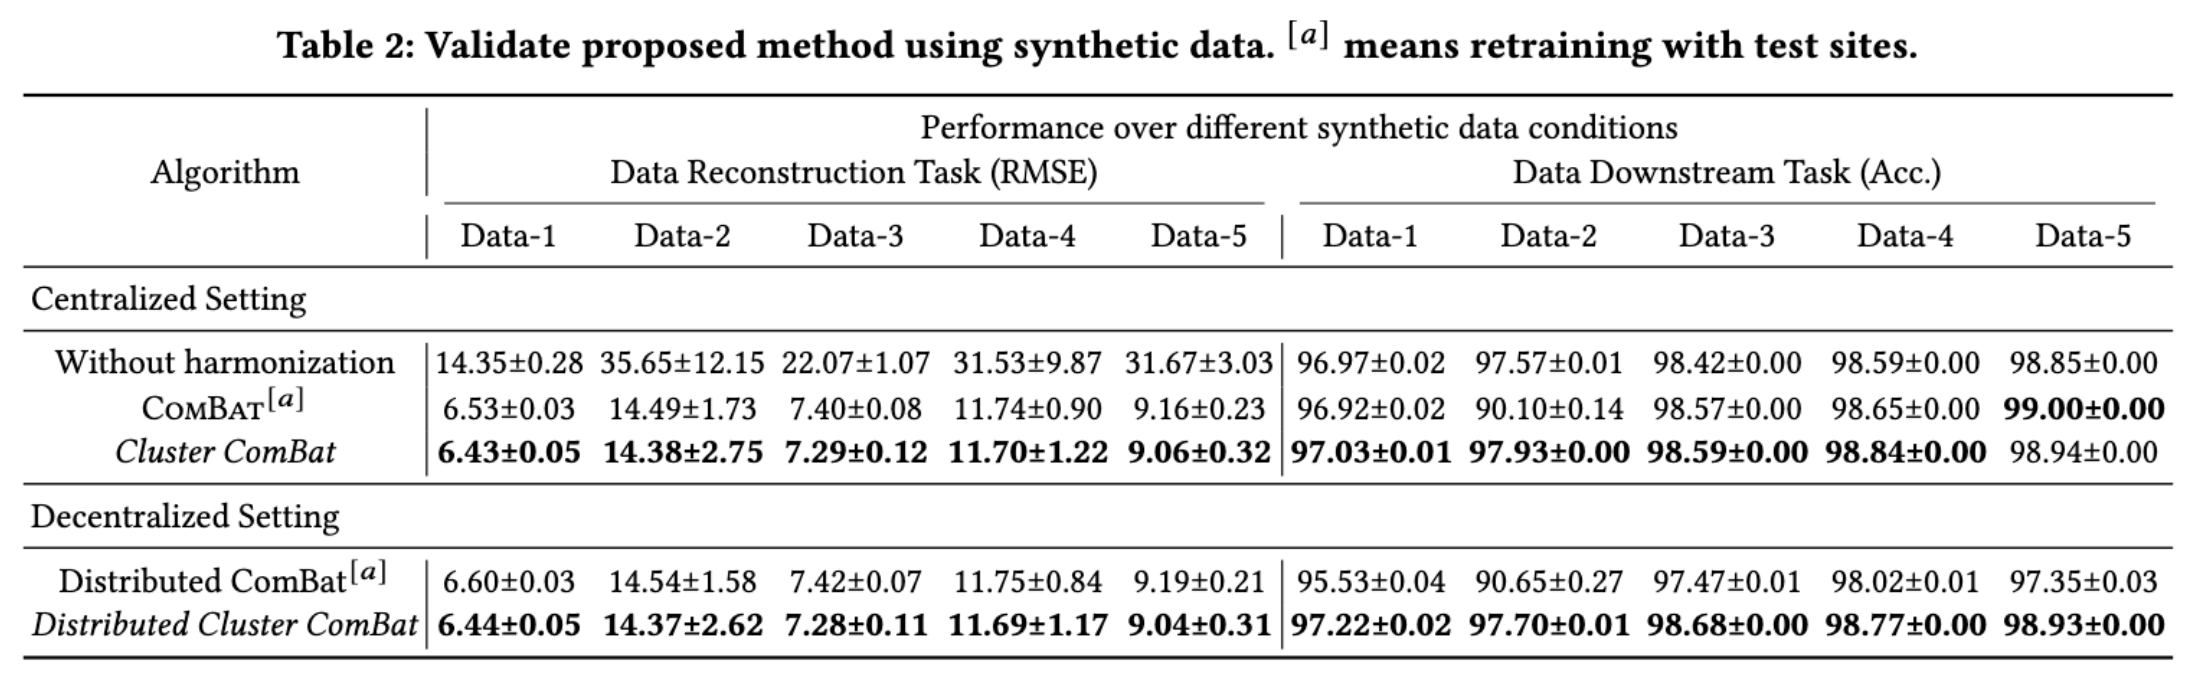 Table 2: Validate proposed method using synthetic data. [a] means retraining with test sites.
Performance over different synthetic data conditions
Algorithm Data Reconstruction Task (RMSE) Data Downstream Task (Acc.)
Data-1 Data-2 Data-3 Data-4 Data-5 Data-1 Data-2 Data-3 Data-4 Data-5
Centralized Setting
Without harmonization 14.35±0.28 35.65±12.15 22.07±1.07 31.53±9.87 31.67±3.03 96.97±0.02 97.57±0.01 98.42±0.00 98.59±0.00 98.85±0.00
COMBAT[a] 6.53±0.03 14.49±1.73 7.40±0.08 11.74±0.90 9.16±0.23 96.92±0.02 90.10±0.14 98.57±0.00 98.65±0.00 99.00±0.00
Cluster ComBat 6.43±0.05 14.38±2.75 7.29±0.12 11.70±1.22 9.06±0.32 97.03±0.01 97.93±0.00 98.59±0.00 98.84±0.00 98.94±0.00
Decentralized Setting
Distributed ComBat[a] 6.60±0.03 14.54±1.58 7.42±0.07 11.75±0.84 9.19±0.21 95.53±0.04 90.65±0.27 97.47±0.01 98.02±0.01 97.35±0.03
Distributed Cluster ComBat 6.44±0.05 14.37±2.62 7.28±0.11 11.69±1.17 9.04±0.31 97.22±0.02 97.70±0.01 98.68±0.00 98.77±0.00 98.93±0.00